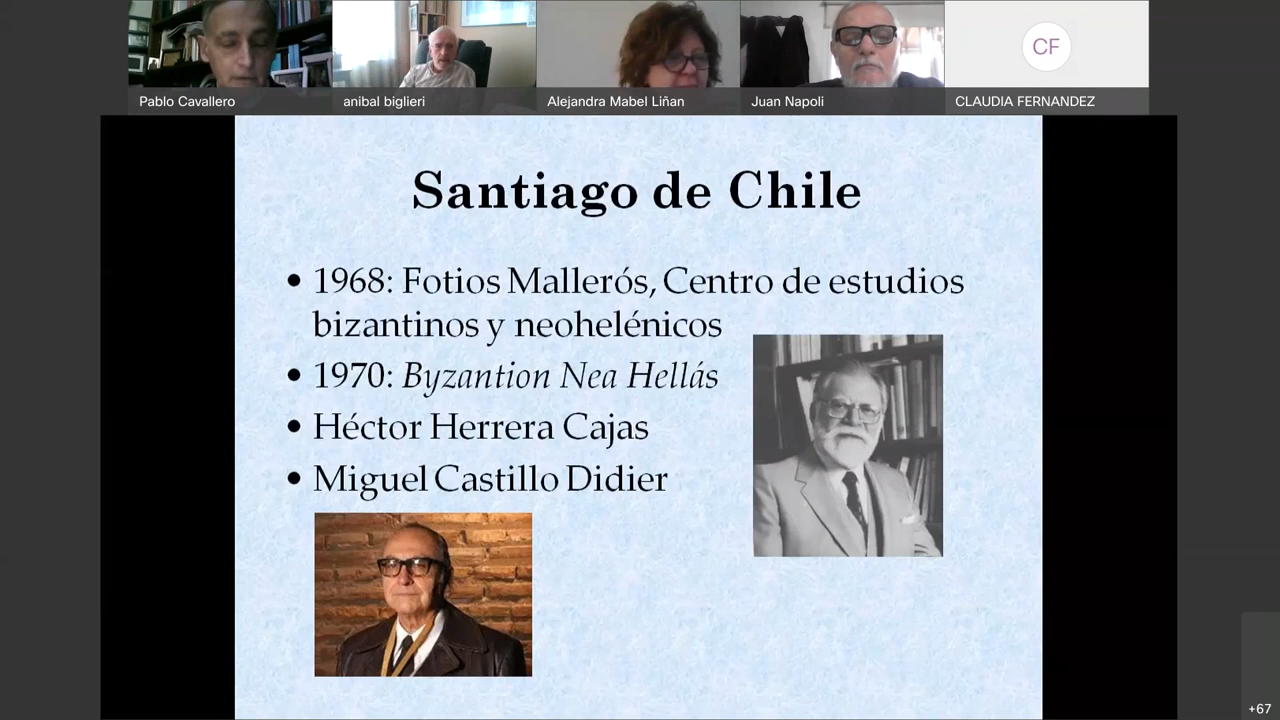 Pablo Cavallero
anibal biglieri
Alejandra Mabel Liñan
Juan Napoli
CF
CLAUDIA FERNANDEZ
Santiago de Chile
• 1968: Fotios Mallerós, Centro de estudios
bizantinos y neohelénicos
• 1970: Byzantion Nea Hellás
• Héctor Herrera Cajas
• Miguel Castillo Didier
+67